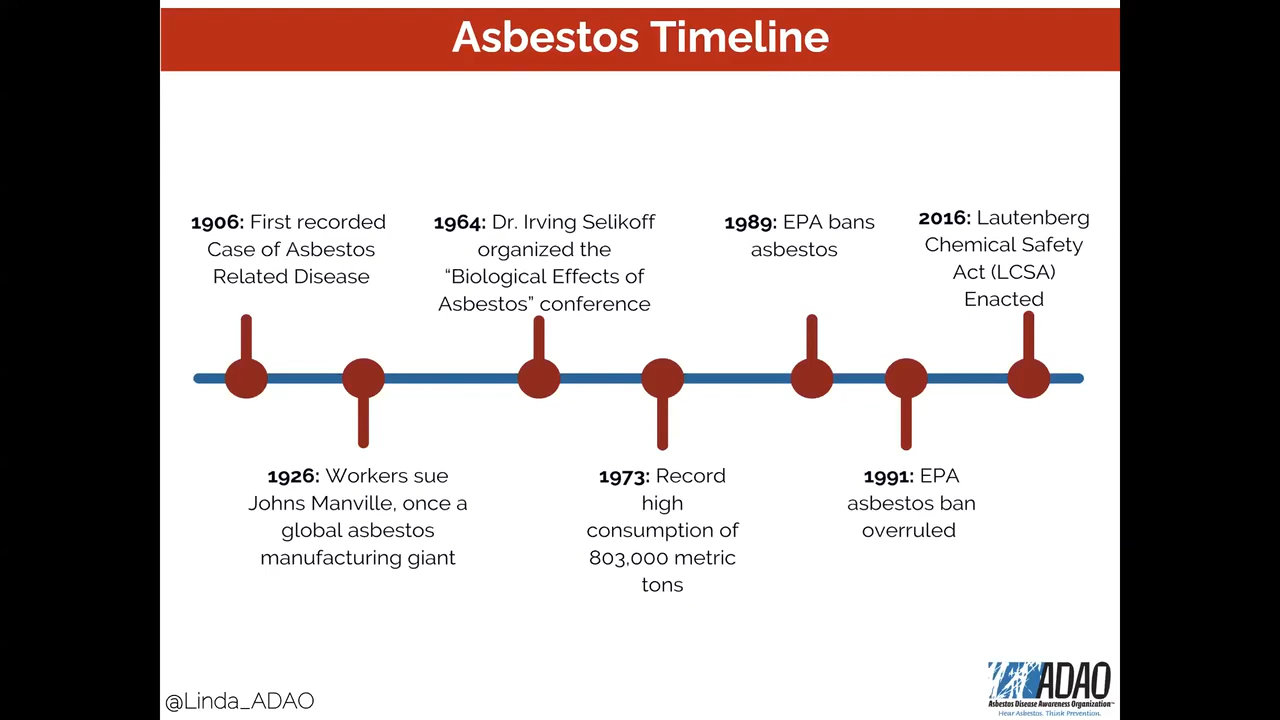 Asbestos Timeline
1906: First recorded
Case of Asbestos
Related Disease
1964: Dr. Irving Selikoff
organized the
“Biological Effects of
Asbestos” conference
1989: EPA bans
asbestos
2016: Lautenberg
Chemical Safety
Act (LCSA)
Enacted
1926: Workers sue
Johns Manville, once a
global asbestos
manufacturing giant
1973: Record
high
consumption of
803,000 metric
tons
1991: EPA
asbestos ban
overruled
@Linda_ADAO
ADAO
Asbestos Disease Awareness Organization™
Hear Asbestos. Think Prevention.